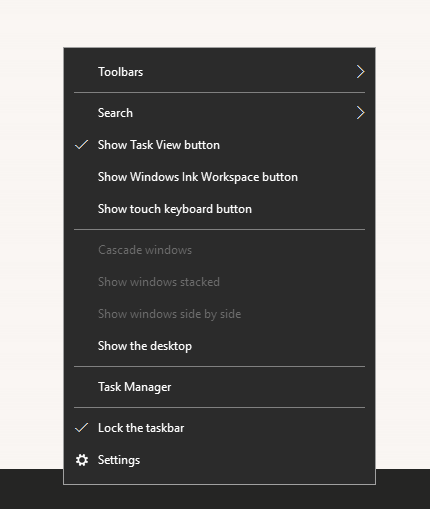 Toolbars
Search
Show Task View button
Show Windows Ink Workspace button
Show touch keyboard button
Cascade windows
Show windows stacked
Show windows side by side
Show the desktop
Task Manager
Lock the taskbar
Settings